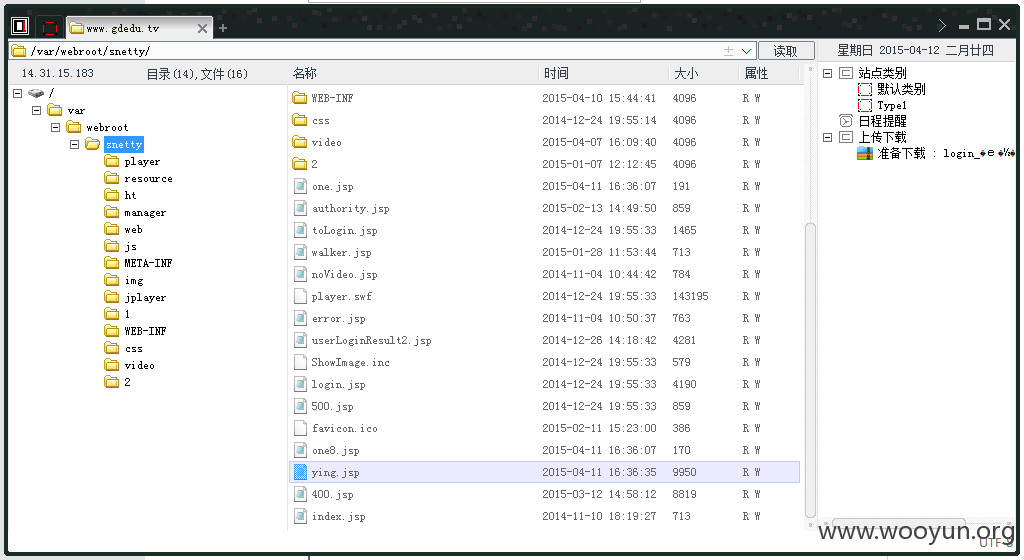 www.gdedu.tv
/var/webroot/snetty/ 读取 星期日 2015-04-12 二月廿四
14.31.15.183 目录(14),文件(16)
/
var
webroot
snetty
player
resource
ht
manager
web
js
META-INF
img
jplayer
1
WEB-INF
css
video
2
名称 时间 大小 属性
WEB-INF 2015-04-10 15:44:41 4096 R W
css 2014-12-24 19:55:14 4096 R W
video 2015-04-07 16:09:40 4096 R W
2 2015-01-07 12:12:45 4096 R W
one.jsp 2015-04-11 16:36:07 191 R W
authority.jsp 2015-02-13 14:49:50 859 R W
toLogin.jsp 2014-12-24 19:55:33 1465 R W
walker.jsp 2015-01-28 11:53:44 713 R W
noVideo.jsp 2014-11-04 10:44:42 784 R W
player.swf 2014-12-24 19:55:33 143195 R W
error.jsp 2014-11-04 10:50:37 763 R W
userLoginResult2.jsp 2014-12-26 14:18:42 4281 R W
ShowImage.inc 2014-12-24 19:55:33 579 R W
login.jsp 2014-12-24 19:55:33 4190 R W
500.jsp 2014-12-24 19:55:33 859 R W
favicon.ico 2015-02-11 15:23:00 386 R W
one8.jsp 2015-04-11 16:36:07 170 R W
ying.jsp 2015-04-11 16:36:35 9950 R W
400.jsp 2015-03-12 14:58:12 8819 R W
index.jsp 2014-11-10 18:19:27 713 R W
站点类别
默认类别
Type1
日程提醒
上传下载
准备下载 : login_
www.wooyun.org
UTF-8